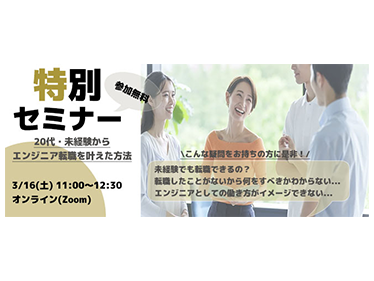 特別
セミナー
参加無料
20代・未経験から
エンジニア転職を叶えた方法
3/16(土) 11:00～12:30
オンライン(Zoom)
\こんな疑問をお持ちの方に是非！/
未経験でも転職できるの？
転職したことがないから何をすべきかわからない...
エンジニアとしての働き方がイメージできない...